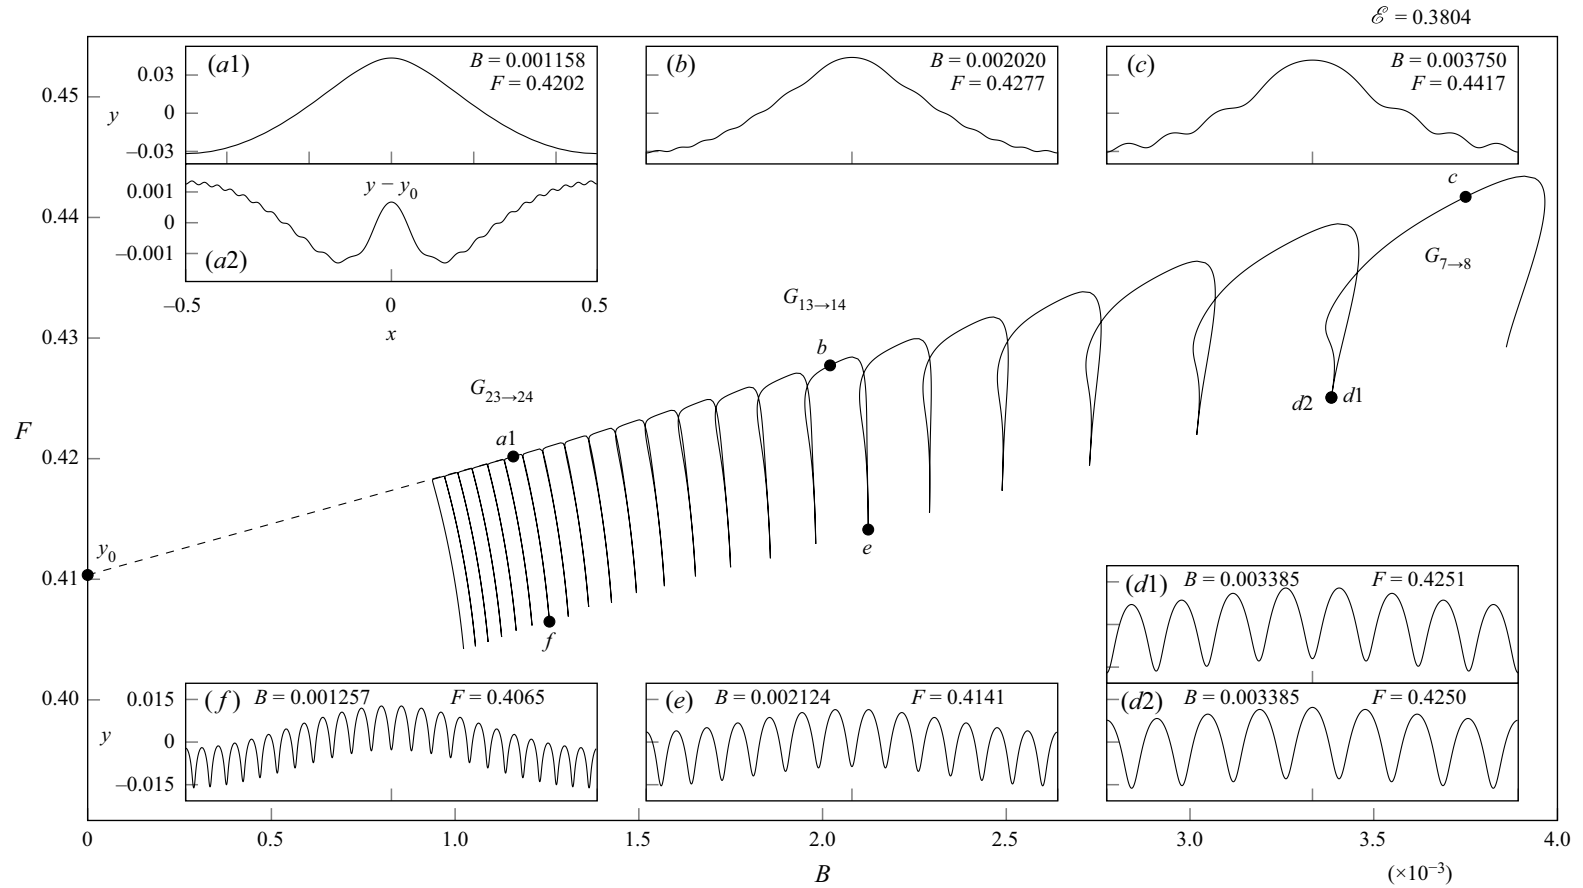 ℰ = 0.3804
(a1)
B = 0.001158
F = 0.4202
0.03
0
–0.03
y
(a2)
y – y₀
0.001
0
–0.001
–0.5
0
0.5
x
(b)
B = 0.002020
F = 0.4277
(c)
B = 0.003750
F = 0.4417
0.45
0.44
0.43
0.42
0.41
0.40
F
c
G₇→₈
G₁₃→₁₄
b
G₂₃→₂₄
a1
d2
d1
y₀
e
f
(d1)
B = 0.003385
F = 0.4251
(f)
B = 0.001257
F = 0.4065
0.015
0
–0.015
y
(e)
B = 0.002124
F = 0.4141
(d2)
B = 0.003385
F = 0.4250
0
0.5
1.0
1.5
2.0
2.5
3.0
3.5
4.0
B
(×10⁻³)